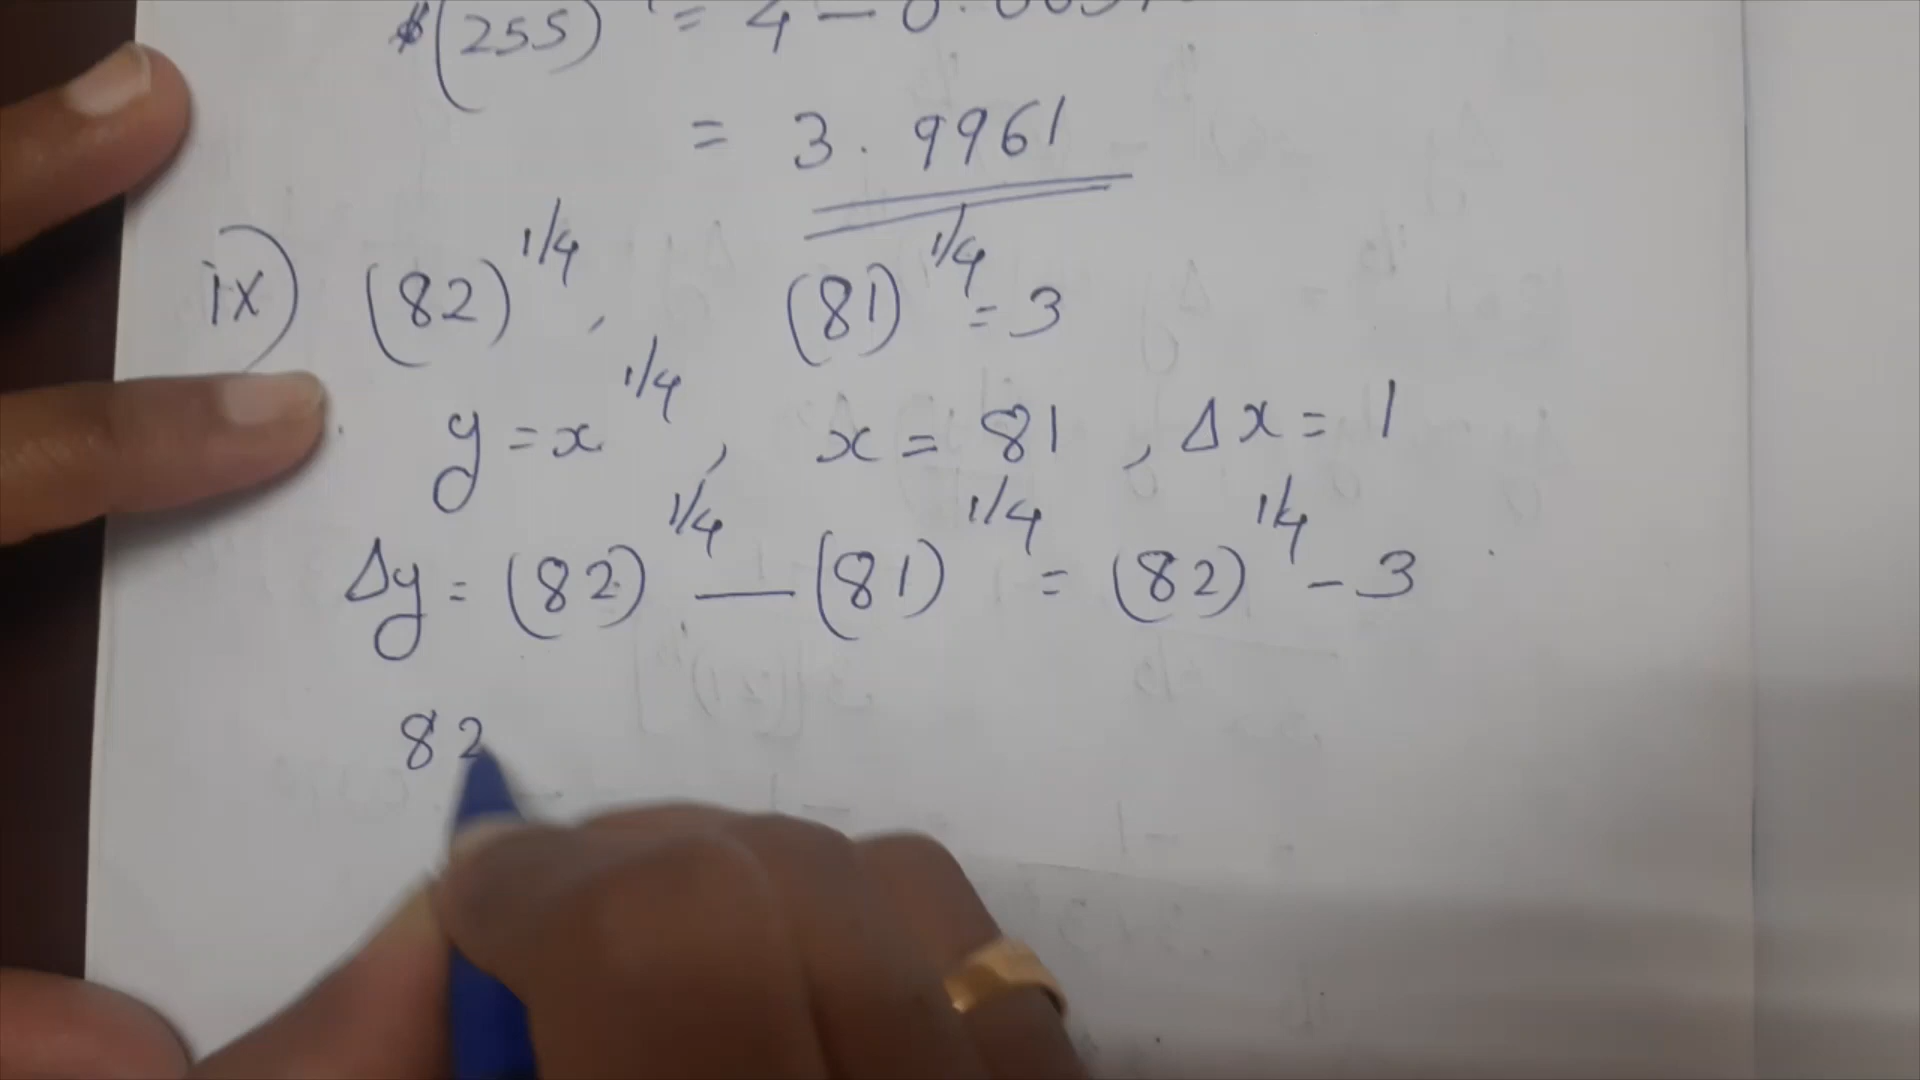 (255) = 4 - 0.003
= 3.9961
ix) (82)^1/4, (81)^1/4 = 3
y = x^1/4, x = 81, Δx = 1
Δy = (82)^1/4 — (81)^1/4 = (82)^1/4 - 3
82